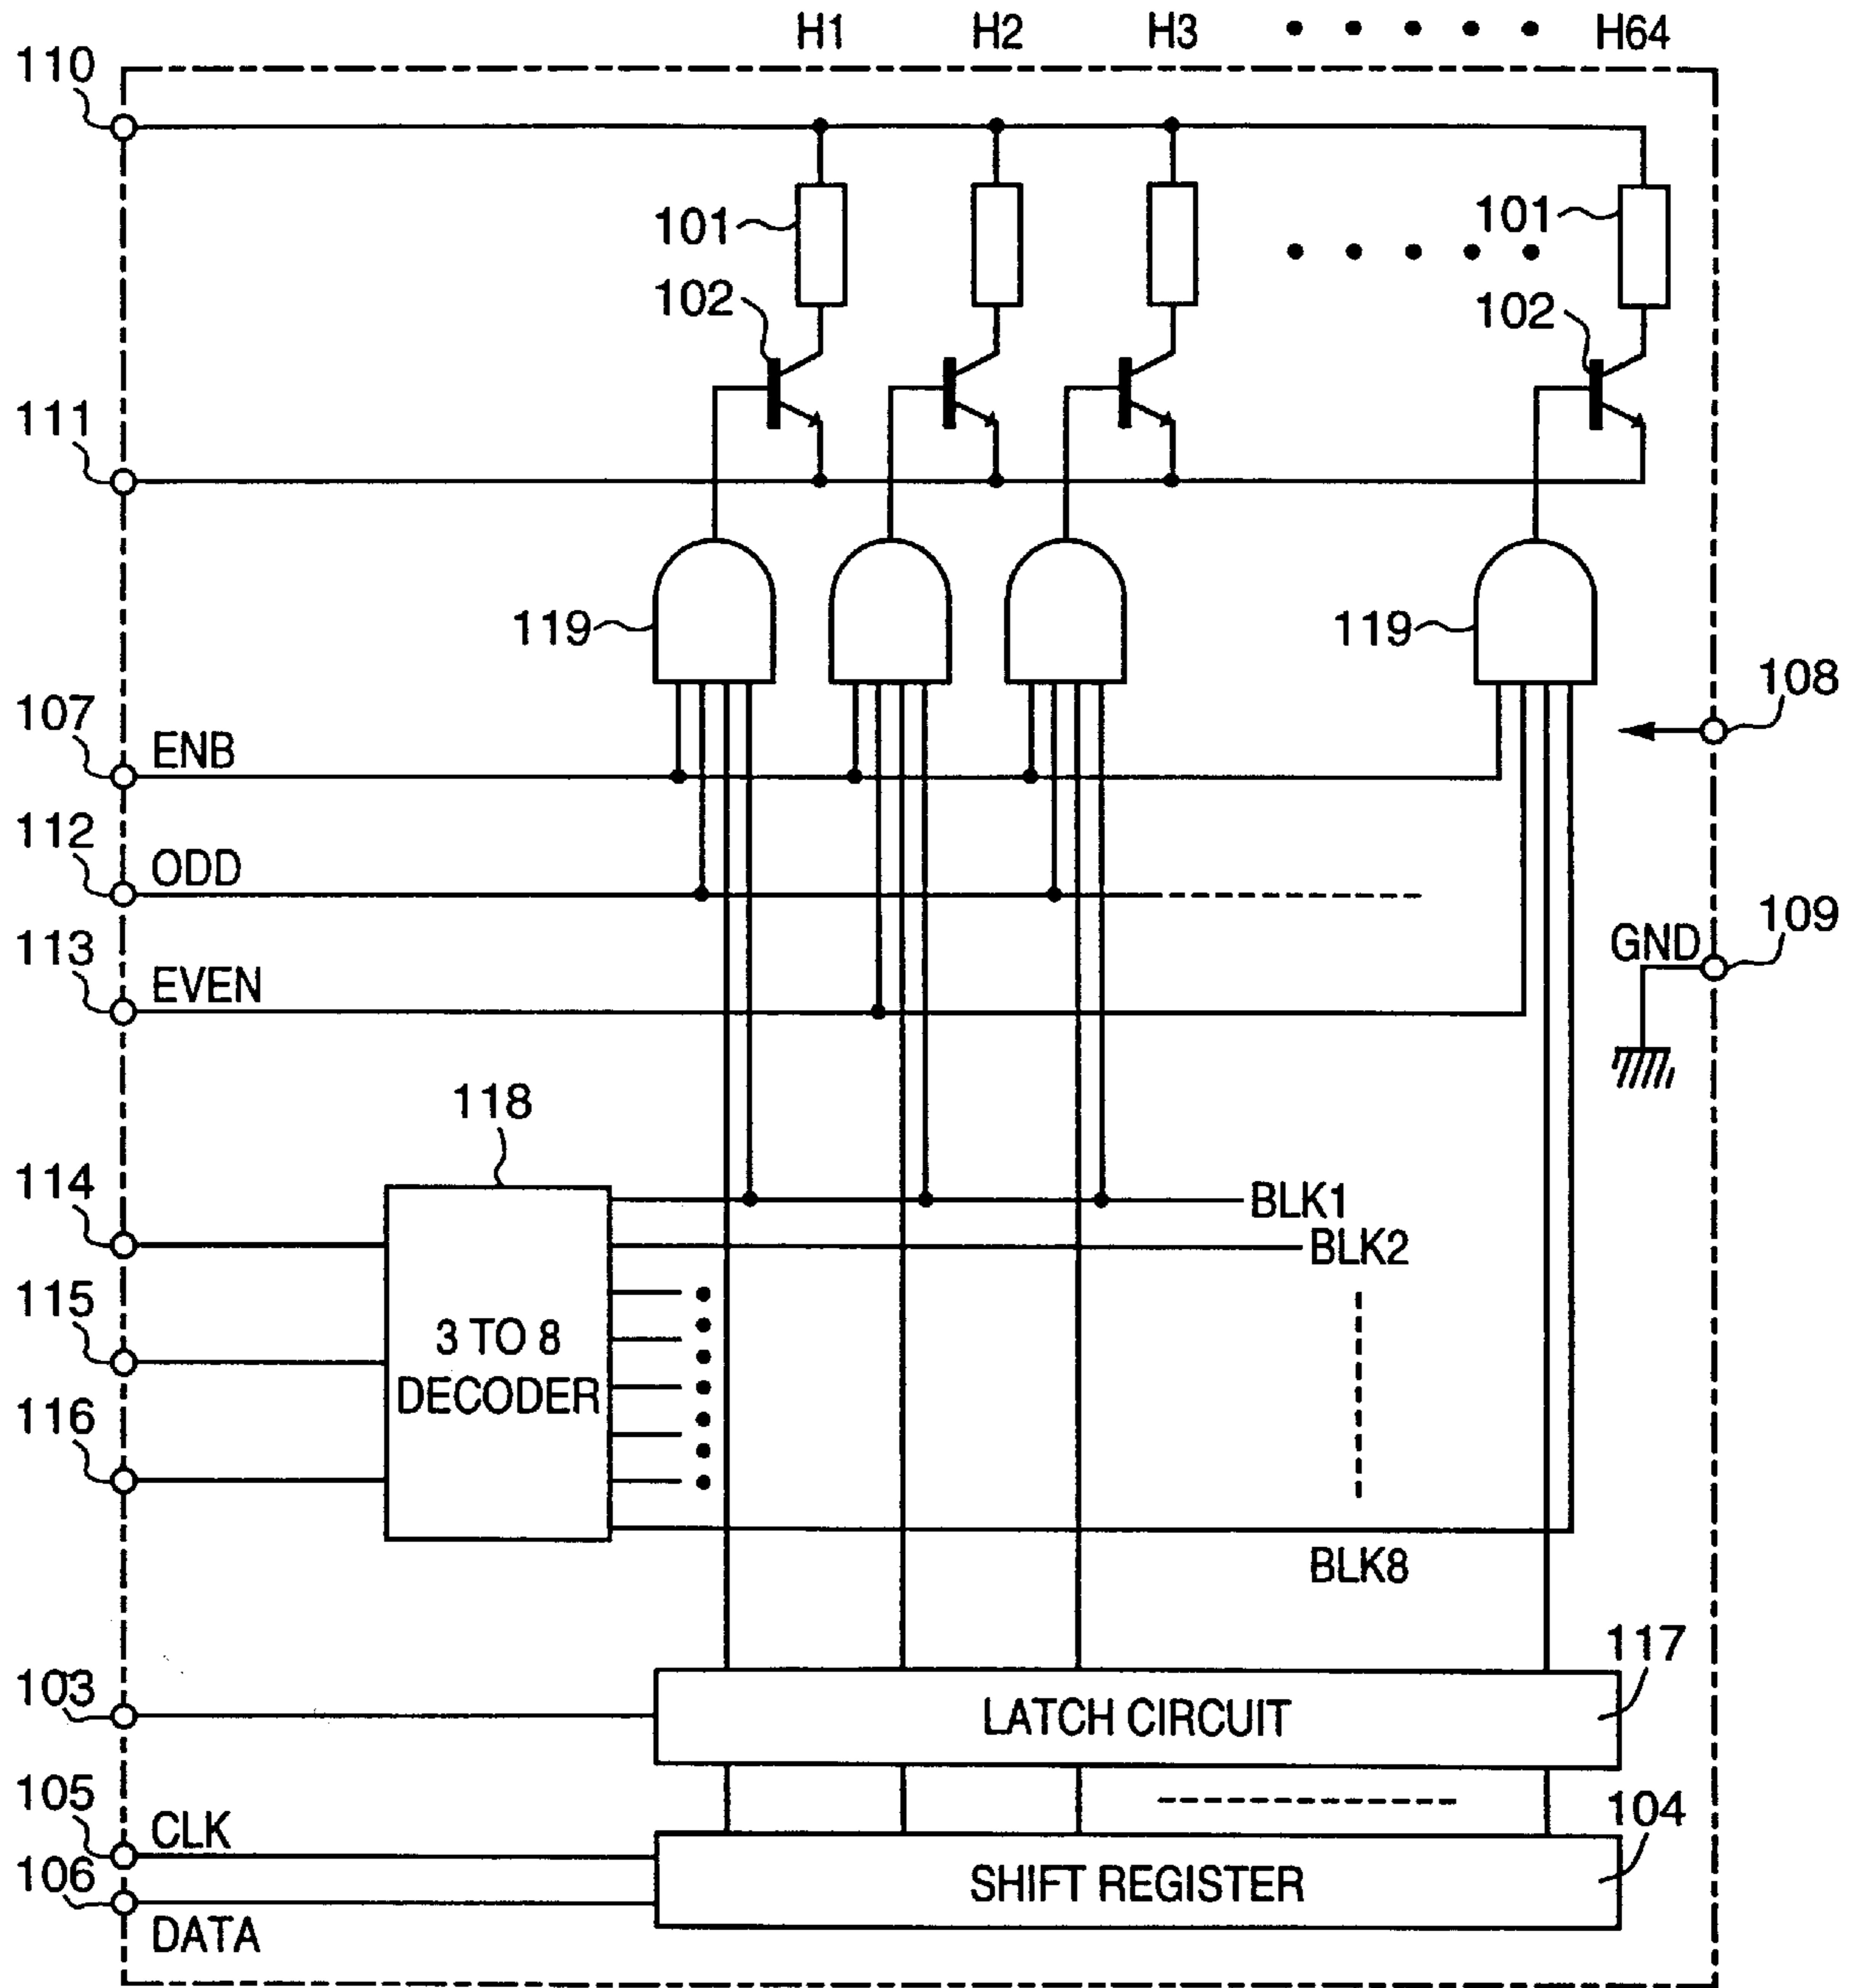 H1 H2 H3 • • • • • H64
110
101 • • • • • 101
102 102
111
119 119
107 ENB 108
112 ODD
113 EVEN GND 109
118
114 BLK1
BLK2
115 3 TO 8
DECODER
116
BLK8
103 LATCH CIRCUIT 117
105 CLK 104
106 SHIFT REGISTER
DATA